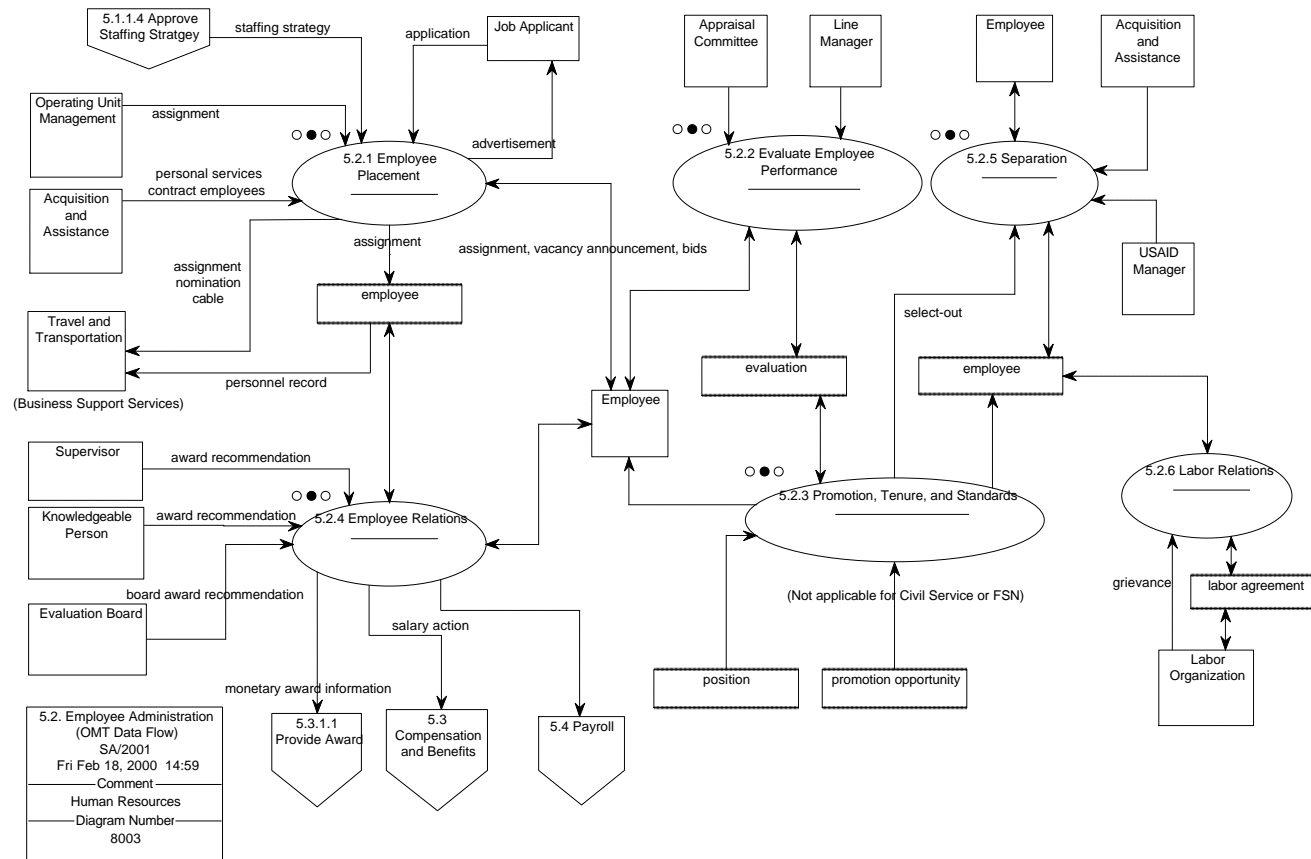 5.1.1.4 Approve
Staffing Stratgey
staffing strategy
application
Job Applicant
Appraisal
Committee
Line
Manager
Employee
Acquisition
and
Assistance
Operating Unit
Management
assignment
advertisement
5.2.1 Employee
Placement
5.2.2 Evaluate Employee
Performance
5.2.5 Separation
personal services
contract employees
Acquisition
and
Assistance
assignment
assignment, vacancy announcement, bids
USAID
Manager
assignment
nomination
cable
employee
select-out
Travel and
Transportation
personnel record
(Business Support Services)
evaluation
employee
Employee
Supervisor
award recommendation
5.2.3 Promotion, Tenure, and Standards
5.2.6 Labor Relations
Knowledgeable
Person
award recommendation
5.2.4 Employee Relations
board award recommendation
Evaluation Board
(Not applicable for Civil Service or FSN)
grievance
labor agreement
salary action
position
promotion opportunity
Labor
Organization
monetary award information
5.3.1.1
Provide Award
5.3
Compensation
and Benefits
5.4 Payroll
5.2. Employee Administration
(OMT Data Flow)
SA/2001
Fri Feb 18, 2000  14:59
Comment
Human Resources
Diagram Number
8003